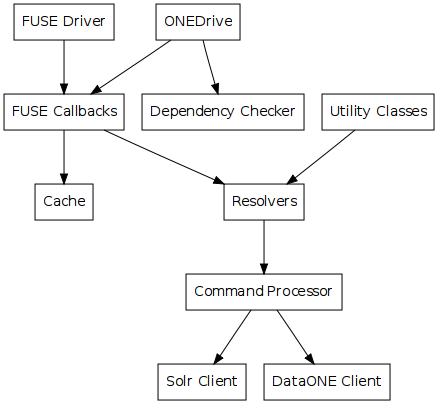 FUSE Driver
ONEDrive
FUSE Callbacks
Dependency Checker
Utility Classes
Cache
Resolvers
Command Processor
Solr Client
DataONE Client